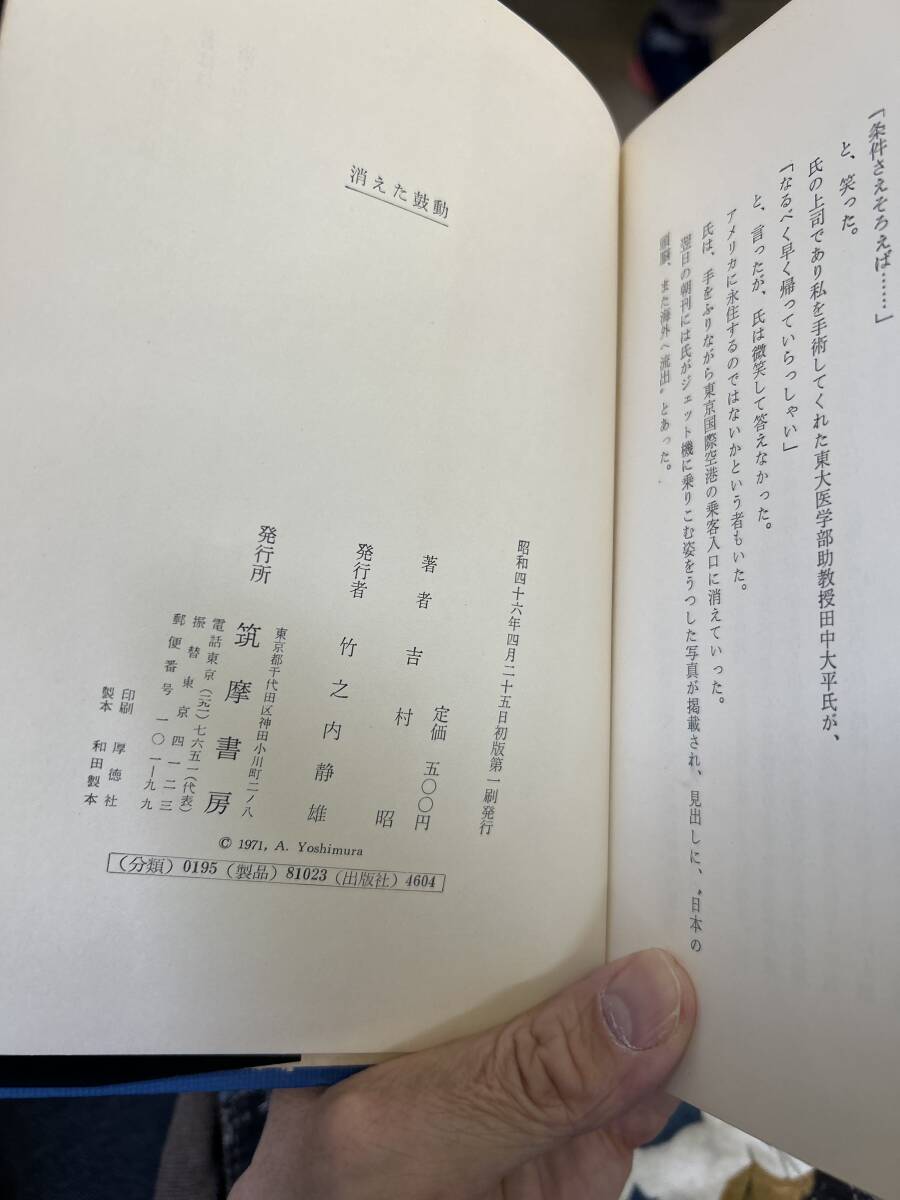 「条件さえそろえば……」
と、笑った。
氏の上司であり私を手術してくれた東大医学部助教授田中大平氏が、
「なるべく早く帰っていらっしゃい」
と、言ったが、氏は微笑して答えなかった。
アメリカに永住するのではないかという者もいた。
氏は、手をふりながら東京国際空港の乗客入口に消えていった。
翌日の朝刊には氏がジェット機に乗りこむ姿をうつした写真が掲載され、見出しに、〝日本の
頭脳、また海外へ流出〟とあった。
消えた鼓動
昭和四十六年四月二十五日初版第一刷発行
定価 五〇〇円
著者 吉村昭
発行者 竹之内静雄
東京都千代田区神田小川町二ノ八
発行所 筑摩書房
電話東京(二九一)七六五一(代表)
振替東京四一二三
郵便番号一〇一-九九
印刷 厚徳社
製本 和田製本
© 1971, A. Yoshimura
(分類) 0195 (製品) 81023 (出版社) 4604